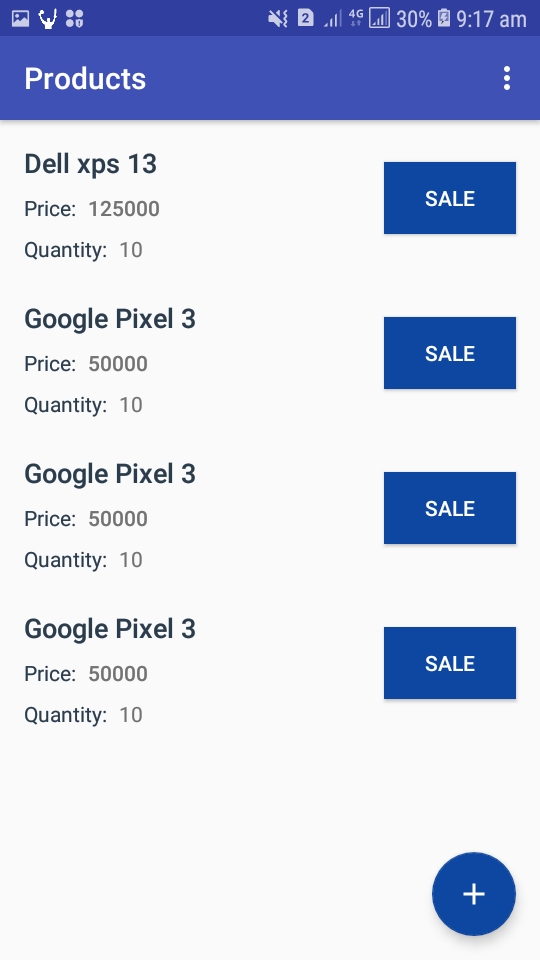 2 4G 30% 9:17 am
Products
Dell xps 13
Price: 125000
SALE
Quantity: 10
Google Pixel 3
Price: 50000
SALE
Quantity: 10
Google Pixel 3
Price: 50000
SALE
Quantity: 10
Google Pixel 3
Price: 50000
SALE
Quantity: 10
+